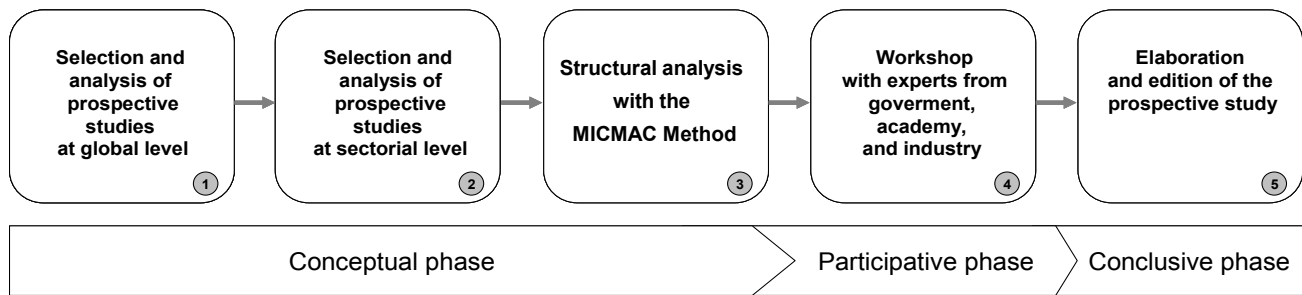 Selection and
analysis of
prospective
studies
at global level
1
Selection and
analysis of
prospective
studies
at sectorial level
2
Structural analysis
with the
MICMAC Method
3
Workshop
with experts from
goverment,
academy,
and industry
4
Elaboration
and edition of the
prospective study
5
Conceptual phase
Participative phase
Conclusive phase